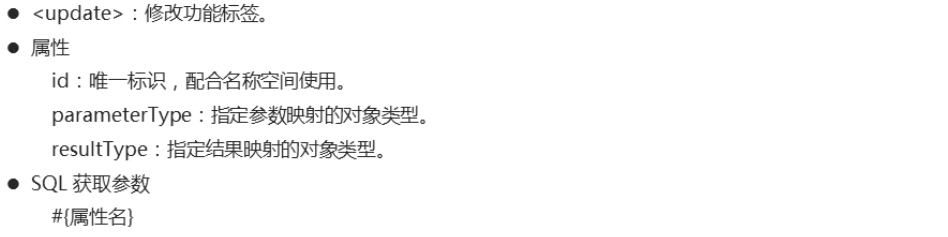 ● <update>：修改功能标签。
● 属性
id：唯一标识，配合名称空间使用。
parameterType：指定参数映射的对象类型。
resultType：指定结果映射的对象类型。
● SQL 获取参数
#{属性名}